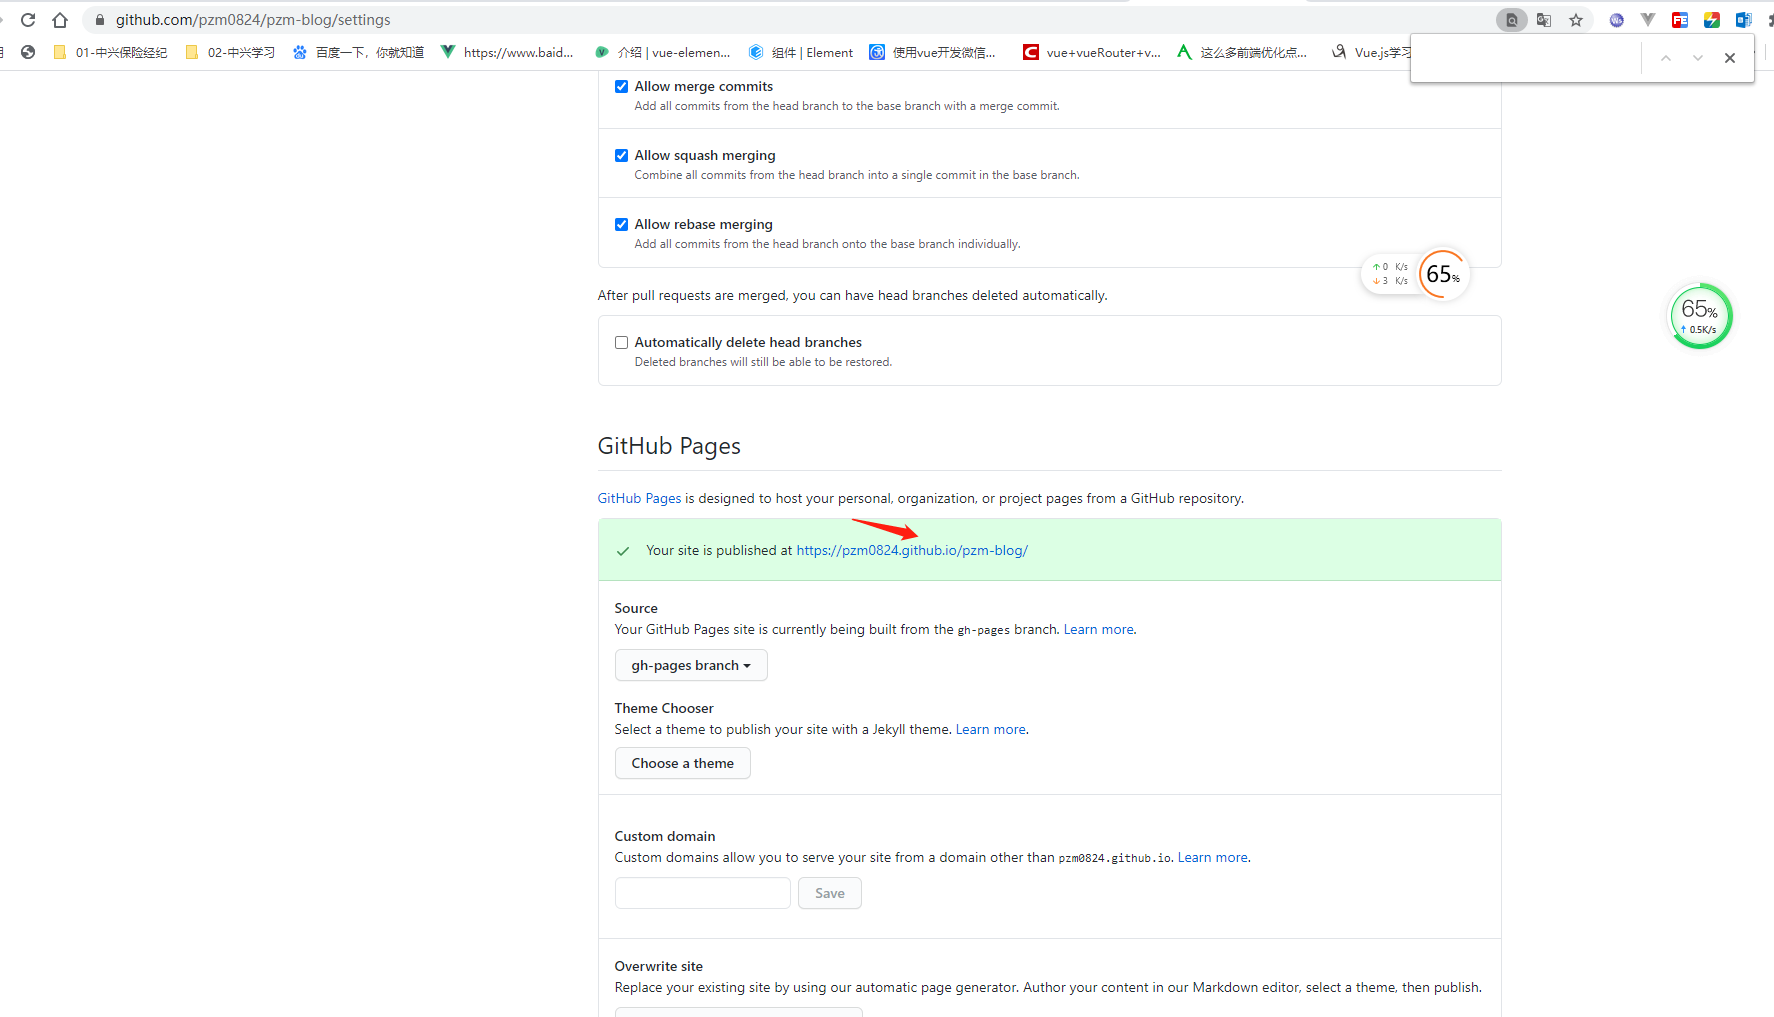 github.com/pzm0824/pzm-blog/settings
01-中兴保险经纪
02-中兴学习
百度一下，你就知道
https://www.baid...
介绍 | vue-elemen...
组件 | Element
使用vue开发微信...
vue+vueRouter+v...
这么多前端优化点...
Vue.js学习
Allow merge commits
Add all commits from the head branch to the base branch with a merge commit.
Allow squash merging
Combine all commits from the head branch into a single commit in the base branch.
Allow rebase merging
Add all commits from the head branch onto the base branch individually.
↑ 0 K/s
↓ 3 K/s
65%
65%
↑ 0.5K/s
After pull requests are merged, you can have head branches deleted automatically.
Automatically delete head branches
Deleted branches will still be able to be restored.
GitHub Pages
GitHub Pages is designed to host your personal, organization, or project pages from a GitHub repository.
Your site is published at https://pzm0824.github.io/pzm-blog/
Source
Your GitHub Pages site is currently being built from the gh-pages branch. Learn more.
gh-pages branch
Theme Chooser
Select a theme to publish your site with a Jekyll theme. Learn more.
Choose a theme
Custom domain
Custom domains allow you to serve your site from a domain other than pzm0824.github.io. Learn more.
Save
Overwrite site
Replace your existing site by using our automatic page generator. Author your content in our Markdown editor, select a theme, then publish.